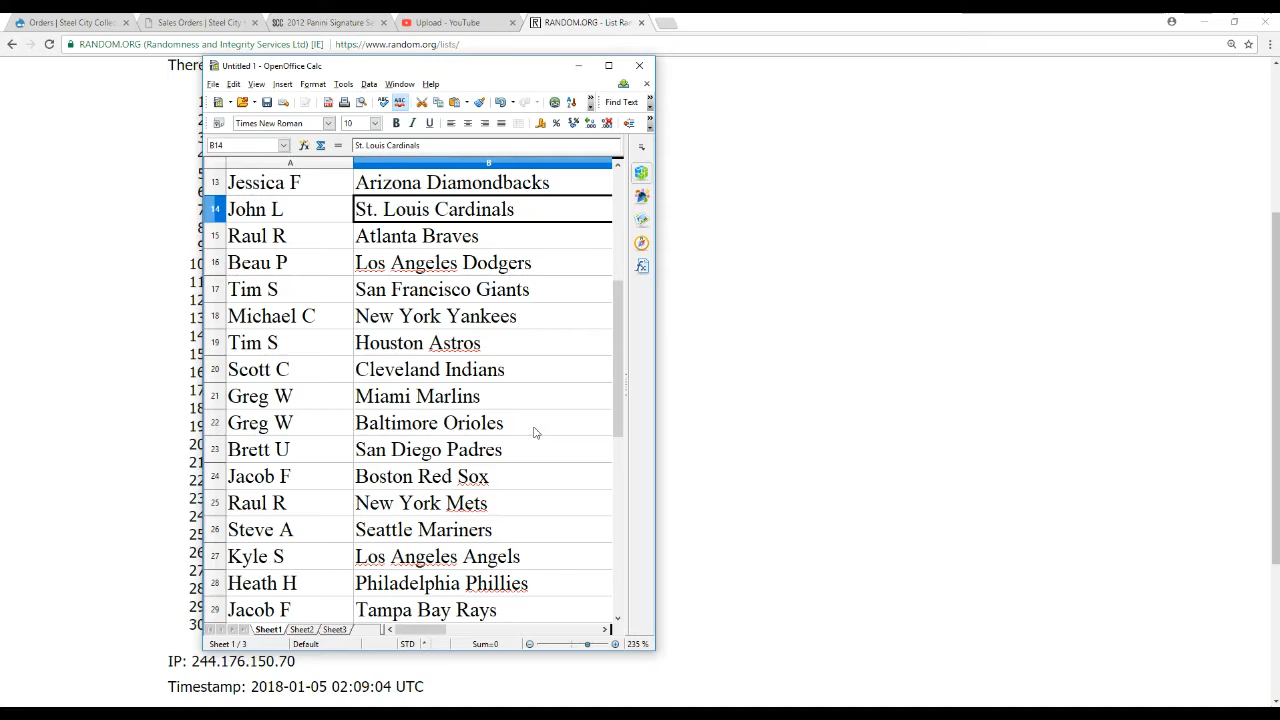 Orders | Steel City Collec
Sales Orders | Steel City C
2012 Panini Signature Se
Upload - YouTube
RANDOM.ORG - List Ran
RANDOM.ORG (Randomness and Integrity Services Ltd) [IE] https://www.random.org/lists/
There
Untitled 1 - OpenOffice Calc
File Edit View Insert Format Tools Data Window Help
Find Text
Times New Roman 10
B14 St. Louis Cardinals
A B
13 Jessica F Arizona Diamondbacks
14 John L St. Louis Cardinals
15 Raul R Atlanta Braves
16 Beau P Los Angeles Dodgers
17 Tim S San Francisco Giants
18 Michael C New York Yankees
19 Tim S Houston Astros
20 Scott C Cleveland Indians
21 Greg W Miami Marlins
22 Greg W Baltimore Orioles
23 Brett U San Diego Padres
24 Jacob F Boston Red Sox
25 Raul R New York Mets
26 Steve A Seattle Mariners
27 Kyle S Los Angeles Angels
28 Heath H Philadelphia Phillies
29 Jacob F Tampa Bay Rays
Sheet1 Sheet2 Sheet3
Sheet 1 / 3 Default STD * Sum=0 235 %
IP: 244.176.150.70
Timestamp: 2018-01-05 02:09:04 UTC